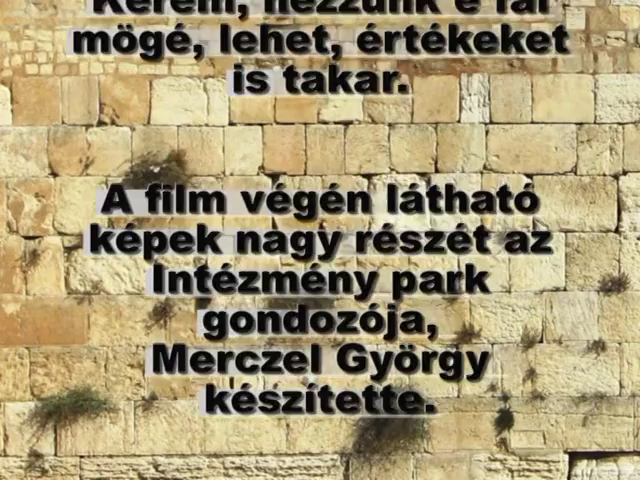 Kérem, nézzünk e fal
mögé, lehet, értékeket
is takar.
A film végén látható
képek nagy részét az
Intézmény park
gondozója,
Merczel György
készítette.